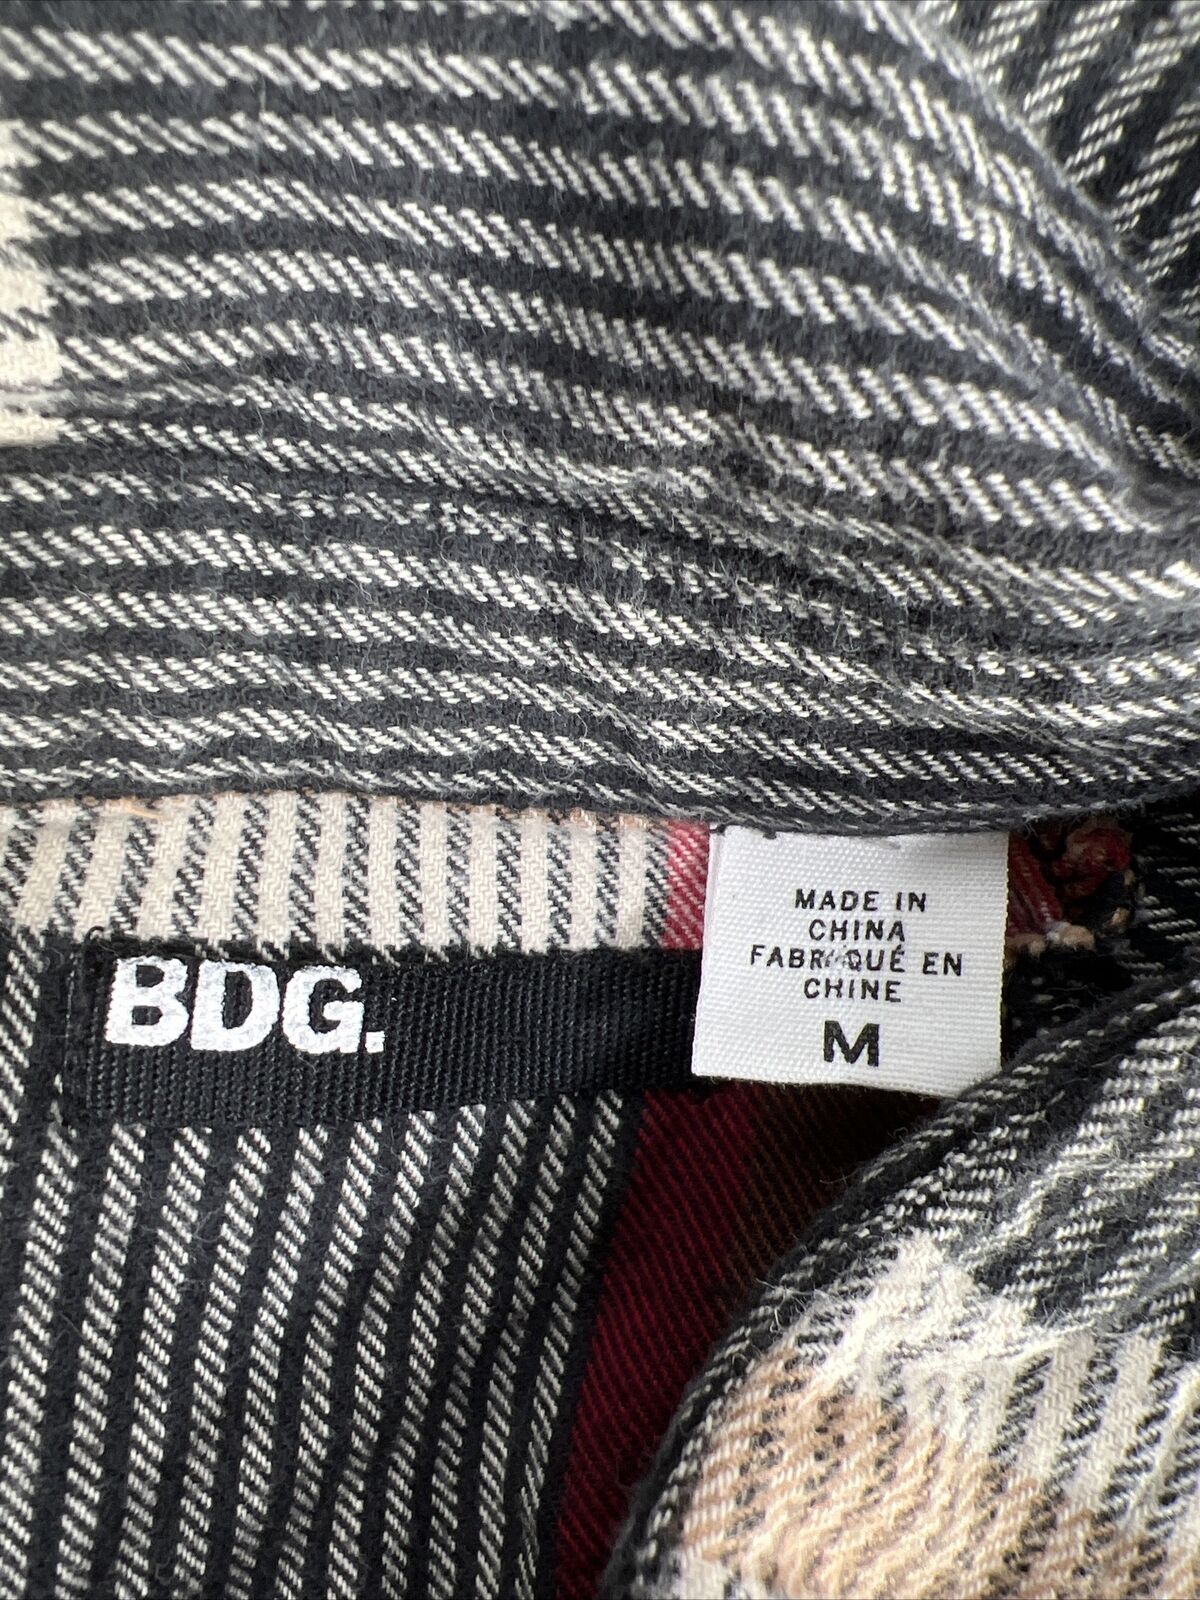 BDG.
MADE IN
CHINA
FABRIQUÉ EN
CHINE
M